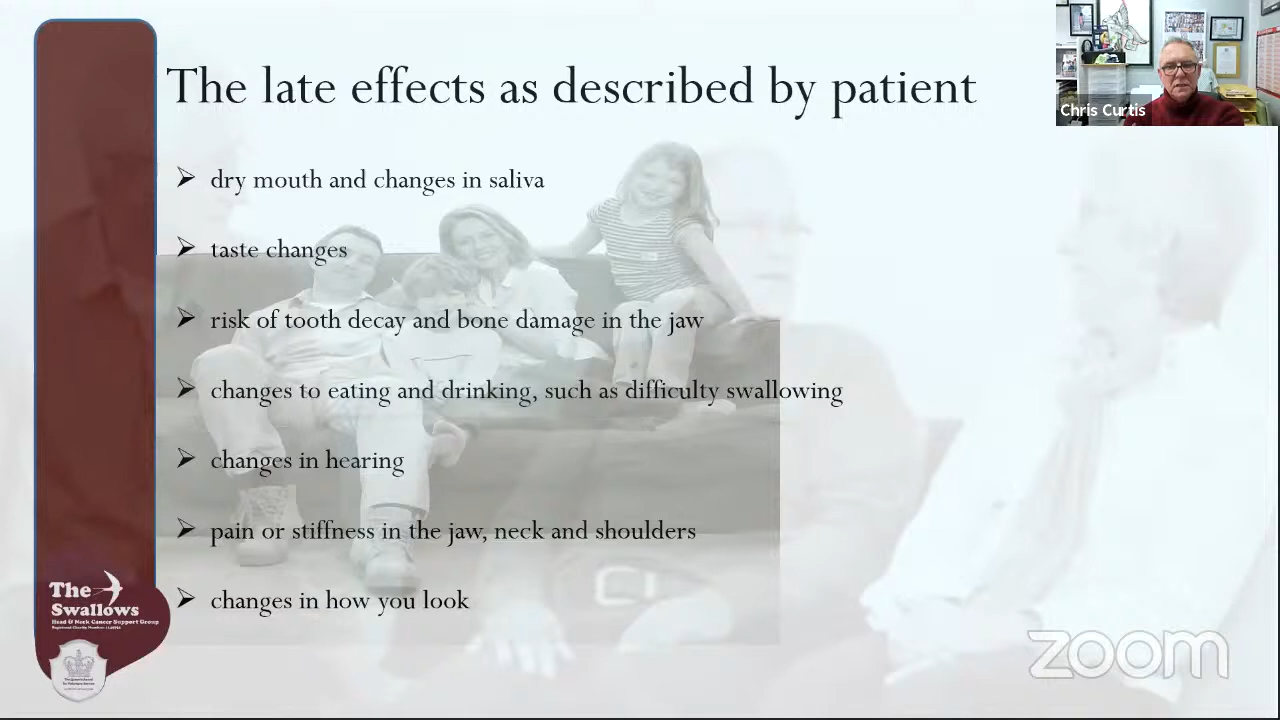 The late effects as described by patient
Chris Curtis
➢ dry mouth and changes in saliva
➢ taste changes
➢ risk of tooth decay and bone damage in the jaw
➢ changes to eating and drinking, such as difficulty swallowing
➢ changes in hearing
➢ pain or stiffness in the jaw, neck and shoulders
➢ changes in how you look
The
Swallows
Head & Neck Cancer Support Group
zoom